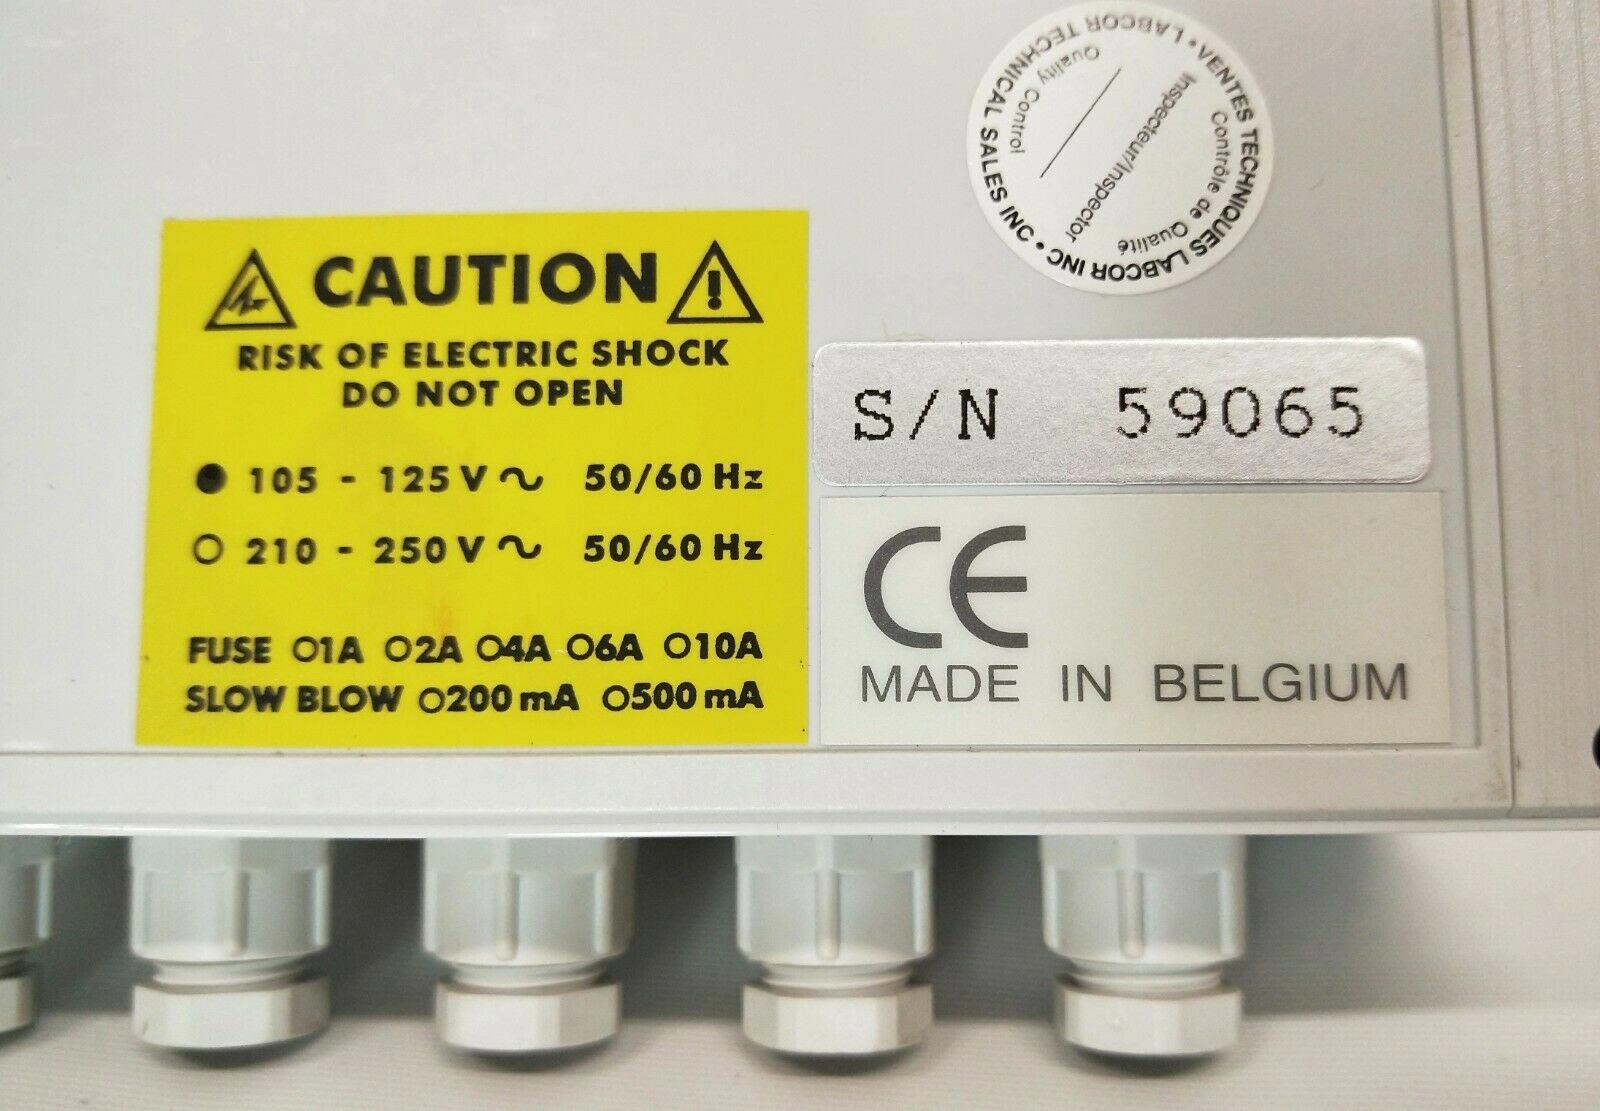 • LABCOR TECHNICAL SALES INC •
VENTES TECHNIQUES LABCOR INC
Quality Control
Inspecteur/Inspector
Contrôle de Qualité
CAUTION
RISK OF ELECTRIC SHOCK
DO NOT OPEN
● 105 - 125 V ~ 50/60 Hz
○ 210 - 250 V ~ 50/60 Hz
FUSE ○1A ○2A ○4A ○6A ○10A
SLOW BLOW ○200 mA ○500 mA
S/N 59065
CE
MADE IN BELGIUM